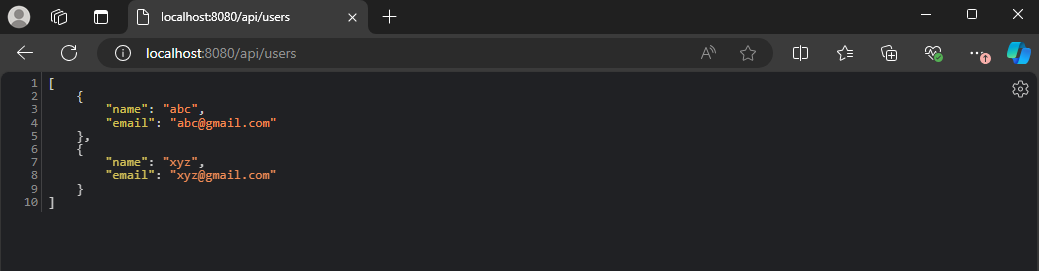 localhost:8080/api/users
localhost:8080/api/users
1 [
2     {
3         "name": "abc",
4         "email": "abc@gmail.com"
5     },
6     {
7         "name": "xyz",
8         "email": "xyz@gmail.com"
9     }
10 ]